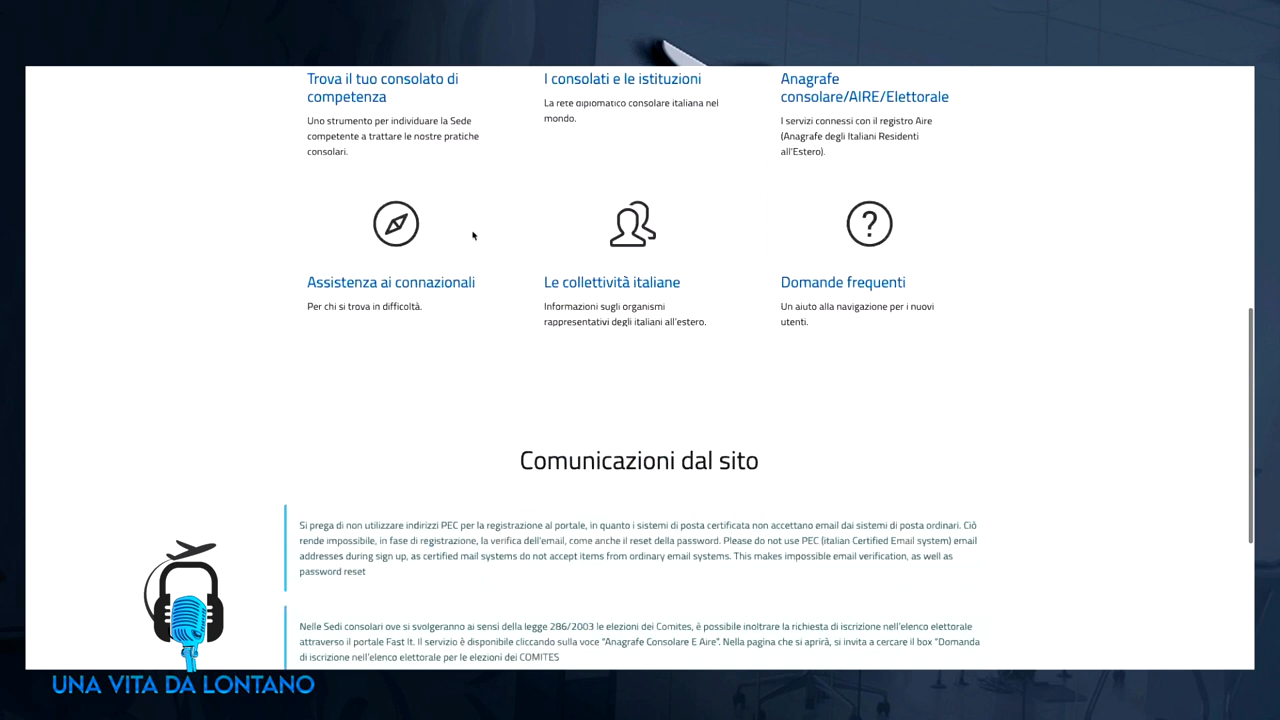 Trova il tuo consolato di
competenza
Uno strumento per individuare la Sede
competente a trattare le nostre pratiche
consolari.
I consolati e le istituzioni
La rete diplomatico consolare italiana nel
mondo.
Anagrafe
consolare/AIRE/Elettorale
I servizi connessi con il registro Aire
(Anagrafe degli Italiani Residenti
all'Estero).
Assistenza ai connazionali
Per chi si trova in difficoltà.
Le collettività italiane
Informazioni sugli organismi
rappresentativi degli italiani all'estero.
?
Domande frequenti
Un aiuto alla navigazione per i nuovi
utenti.
Comunicazioni dal sito
Si prega di non utilizzare indirizzi PEC per la registrazione al portale, in quanto i sistemi di posta certificata non accettano email dai sistemi di posta ordinari. Ciò
rende impossibile, in fase di registrazione, la verifica dell'email, come anche il reset della password. Please do not use PEC (italian Certified Email system) email
addresses during sign up, as certified mail systems do not accept items from ordinary email systems. This makes impossible email verification, as well as
password reset
Nelle Sedi consolari ove si svolgeranno ai sensi della legge 286/2003 le elezioni dei Comites, è possibile inoltrare la richiesta di iscrizione nell'elenco elettorale
attraverso il portale Fast It. Il servizio è disponibile cliccando sulla voce "Anagrafe Consolare E Aire". Nella pagina che si aprirà, si invita a cercare il box "Domanda
di iscrizione nell'elenco elettorale per le elezioni dei COMITES
UNA VITA DA LONTANO